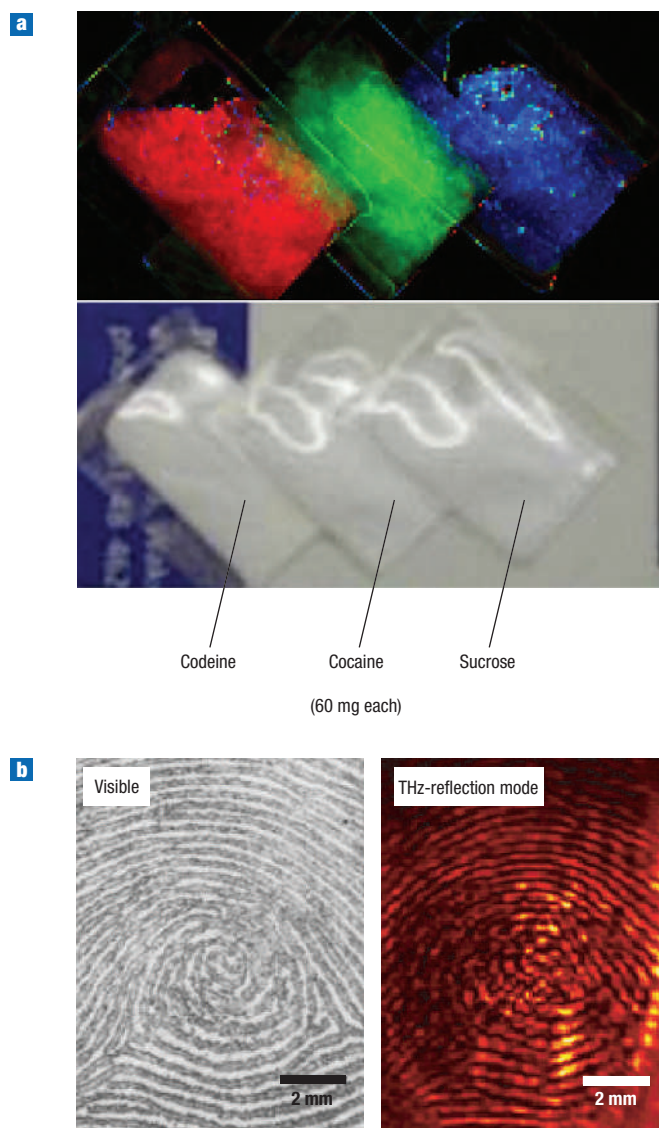 a
Codeine
Cocaine
Sucrose
(60 mg each)
b
Visible
THz-reflection mode
2 mm
2 mm